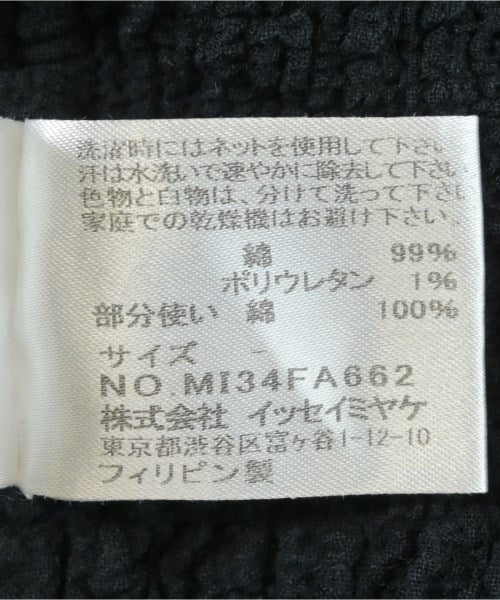 洗濯時にはネットを使用して下さい
汗は水洗いで速やかに除去して下さい
色物と白物は、分けて洗って下さい
家庭での乾燥機はお避け下さい。
綿 99%
ポリウレタン 1%
部分使い 綿 100%
サイズ -
NO.MI34FA662
株式会社 イッセイミヤケ
東京都渋谷区富ヶ谷1-12-10
フィリピン製